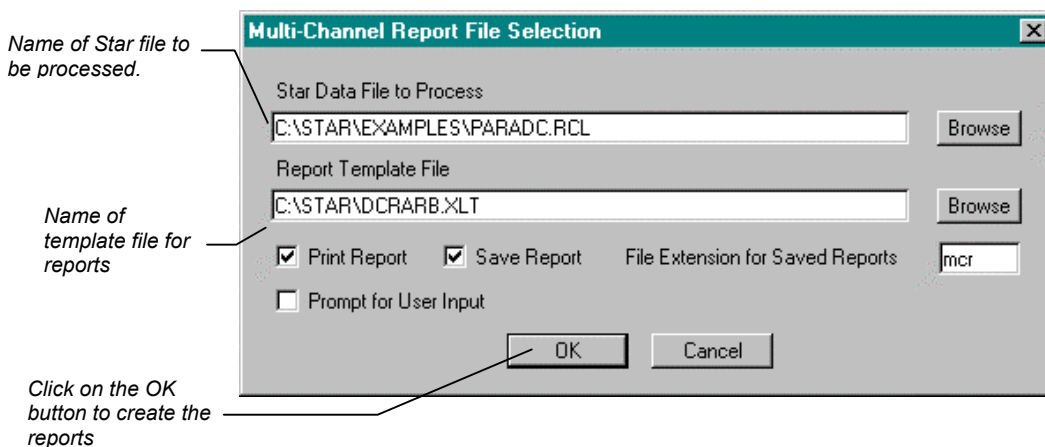 Multi-Channel Report File Selection
Name of Star file to
be processed.
Star Data File to Process
C:\STAR\EXAMPLES\PARADC.RCL
Browse
Report Template File
C:\STAR\DCRARB.XLT
Browse
Name of
template file for
reports
Print Report
Save Report
File Extension for Saved Reports
mcr
Prompt for User Input
OK
Cancel
Click on the OK
button to create the
reports